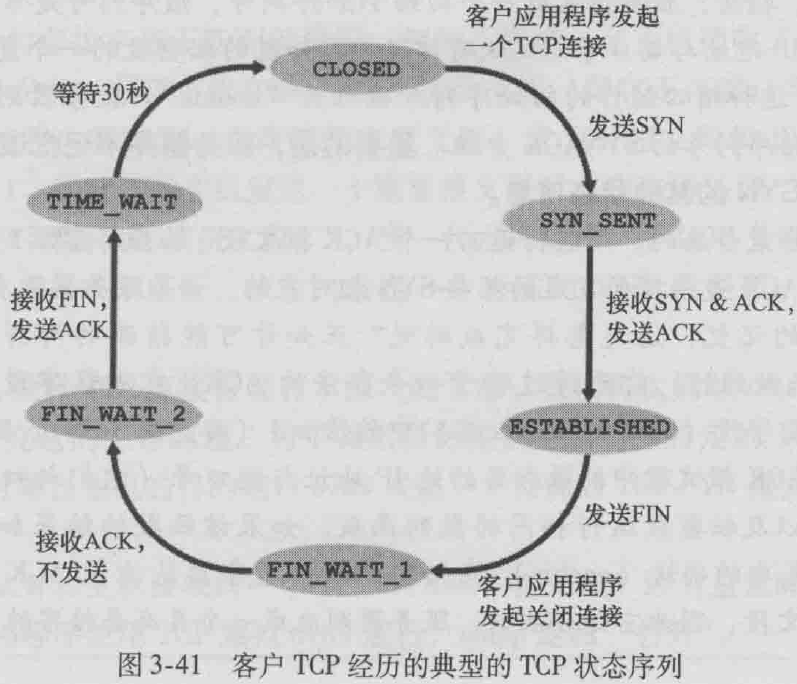 客户应用程序发起
一个TCP连接
CLOSED
等待30秒
发送SYN
TIME_WAIT
SYN_SENT
接收FIN,
发送ACK
接收SYN & ACK,
发送ACK
FIN_WAIT_2
ESTABLISHED
发送FIN
接收ACK,
不发送
FIN_WAIT_1
客户应用程序
发起关闭连接
图 3-41 客户 TCP 经历的典型的 TCP 状态序列